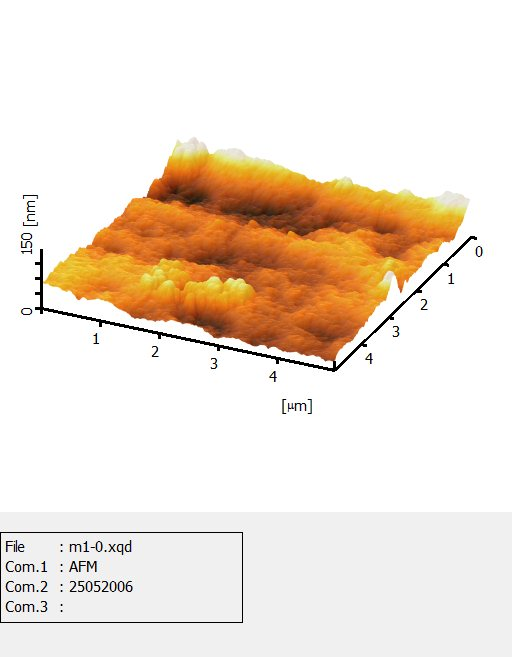 150 [nm]
0
1
2
3
4
0
1
2
3
4
[μm]
File : m1-0.xqd
Com.1 : AFM
Com.2 : 25052006
Com.3 :